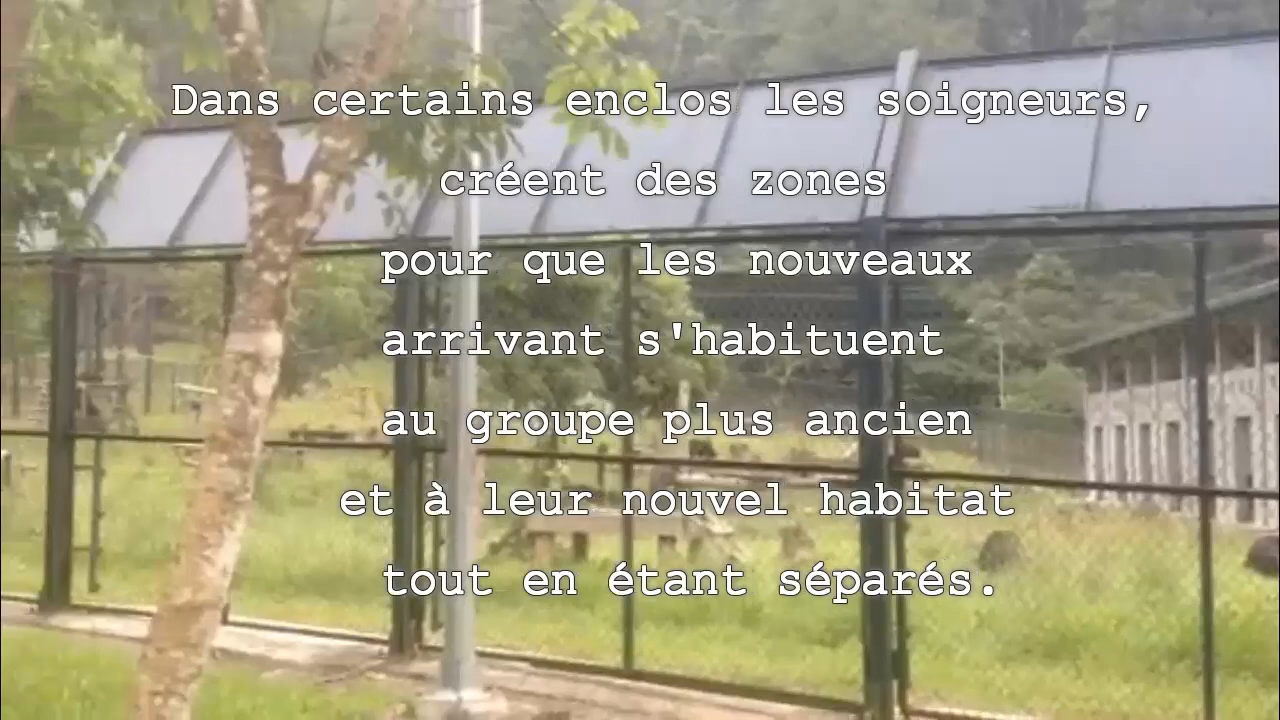 Dans certains enclos les soigneurs,
créent des zones
pour que les nouveaux
arrivant s'habituent
au groupe plus ancien
et à leur nouvel habitat
tout en étant séparés.